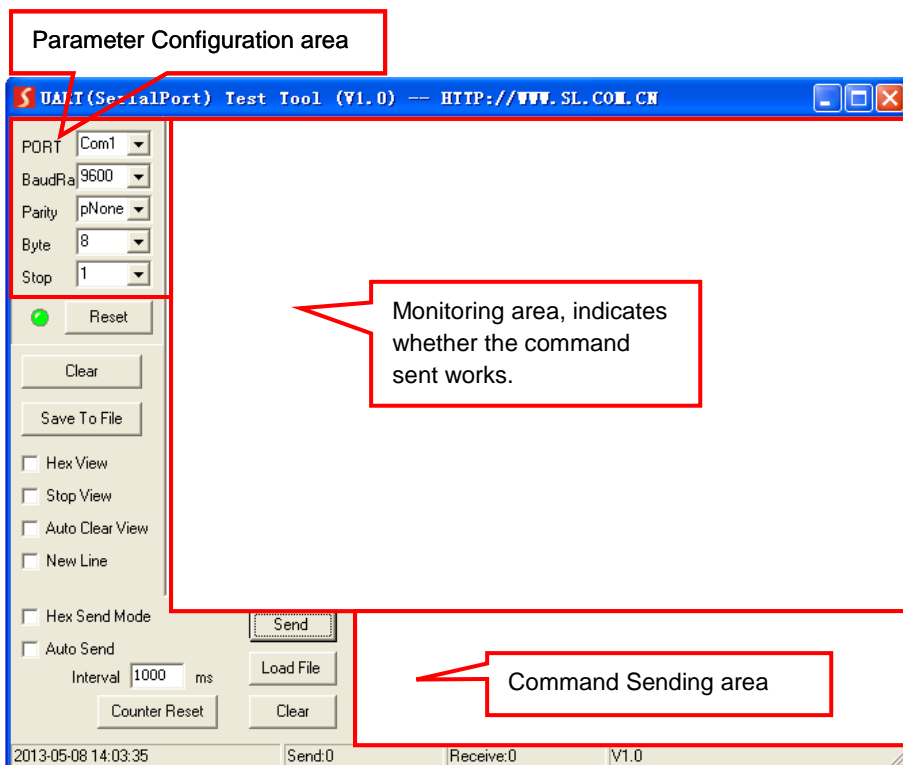 Parameter Configuration area
UART(SerialPort) Test Tool (V1.0) -- HTTP://WWW.SL.COM.CN
PORT Com1
BaudRa 9600
Parity pNone
Byte 8
Stop 1
Reset
Clear
Save To File
Hex View
Stop View
Auto Clear View
New Line
Monitoring area, indicates
whether the command
sent works.
Hex Send Mode
Send
Auto Send
Interval 1000 ms
Load File
Counter Reset
Clear
Command Sending area
2013-05-08 14:03:35 Send:0 Receive:0 V1.0